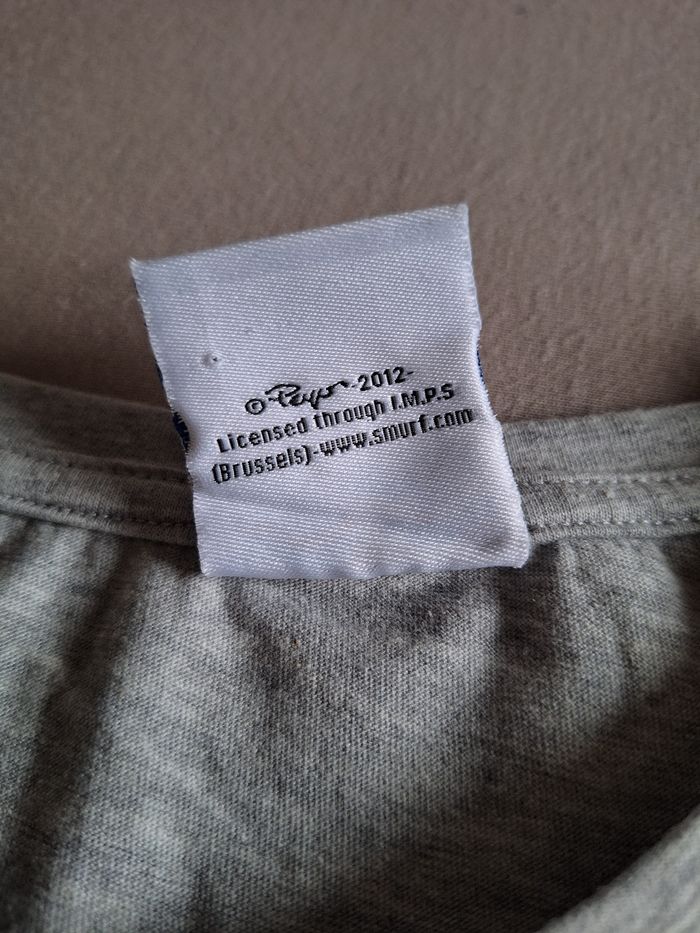 © Peyo -2012-
Licensed through I.M.P.S
(Brussels)-www.smurf.com